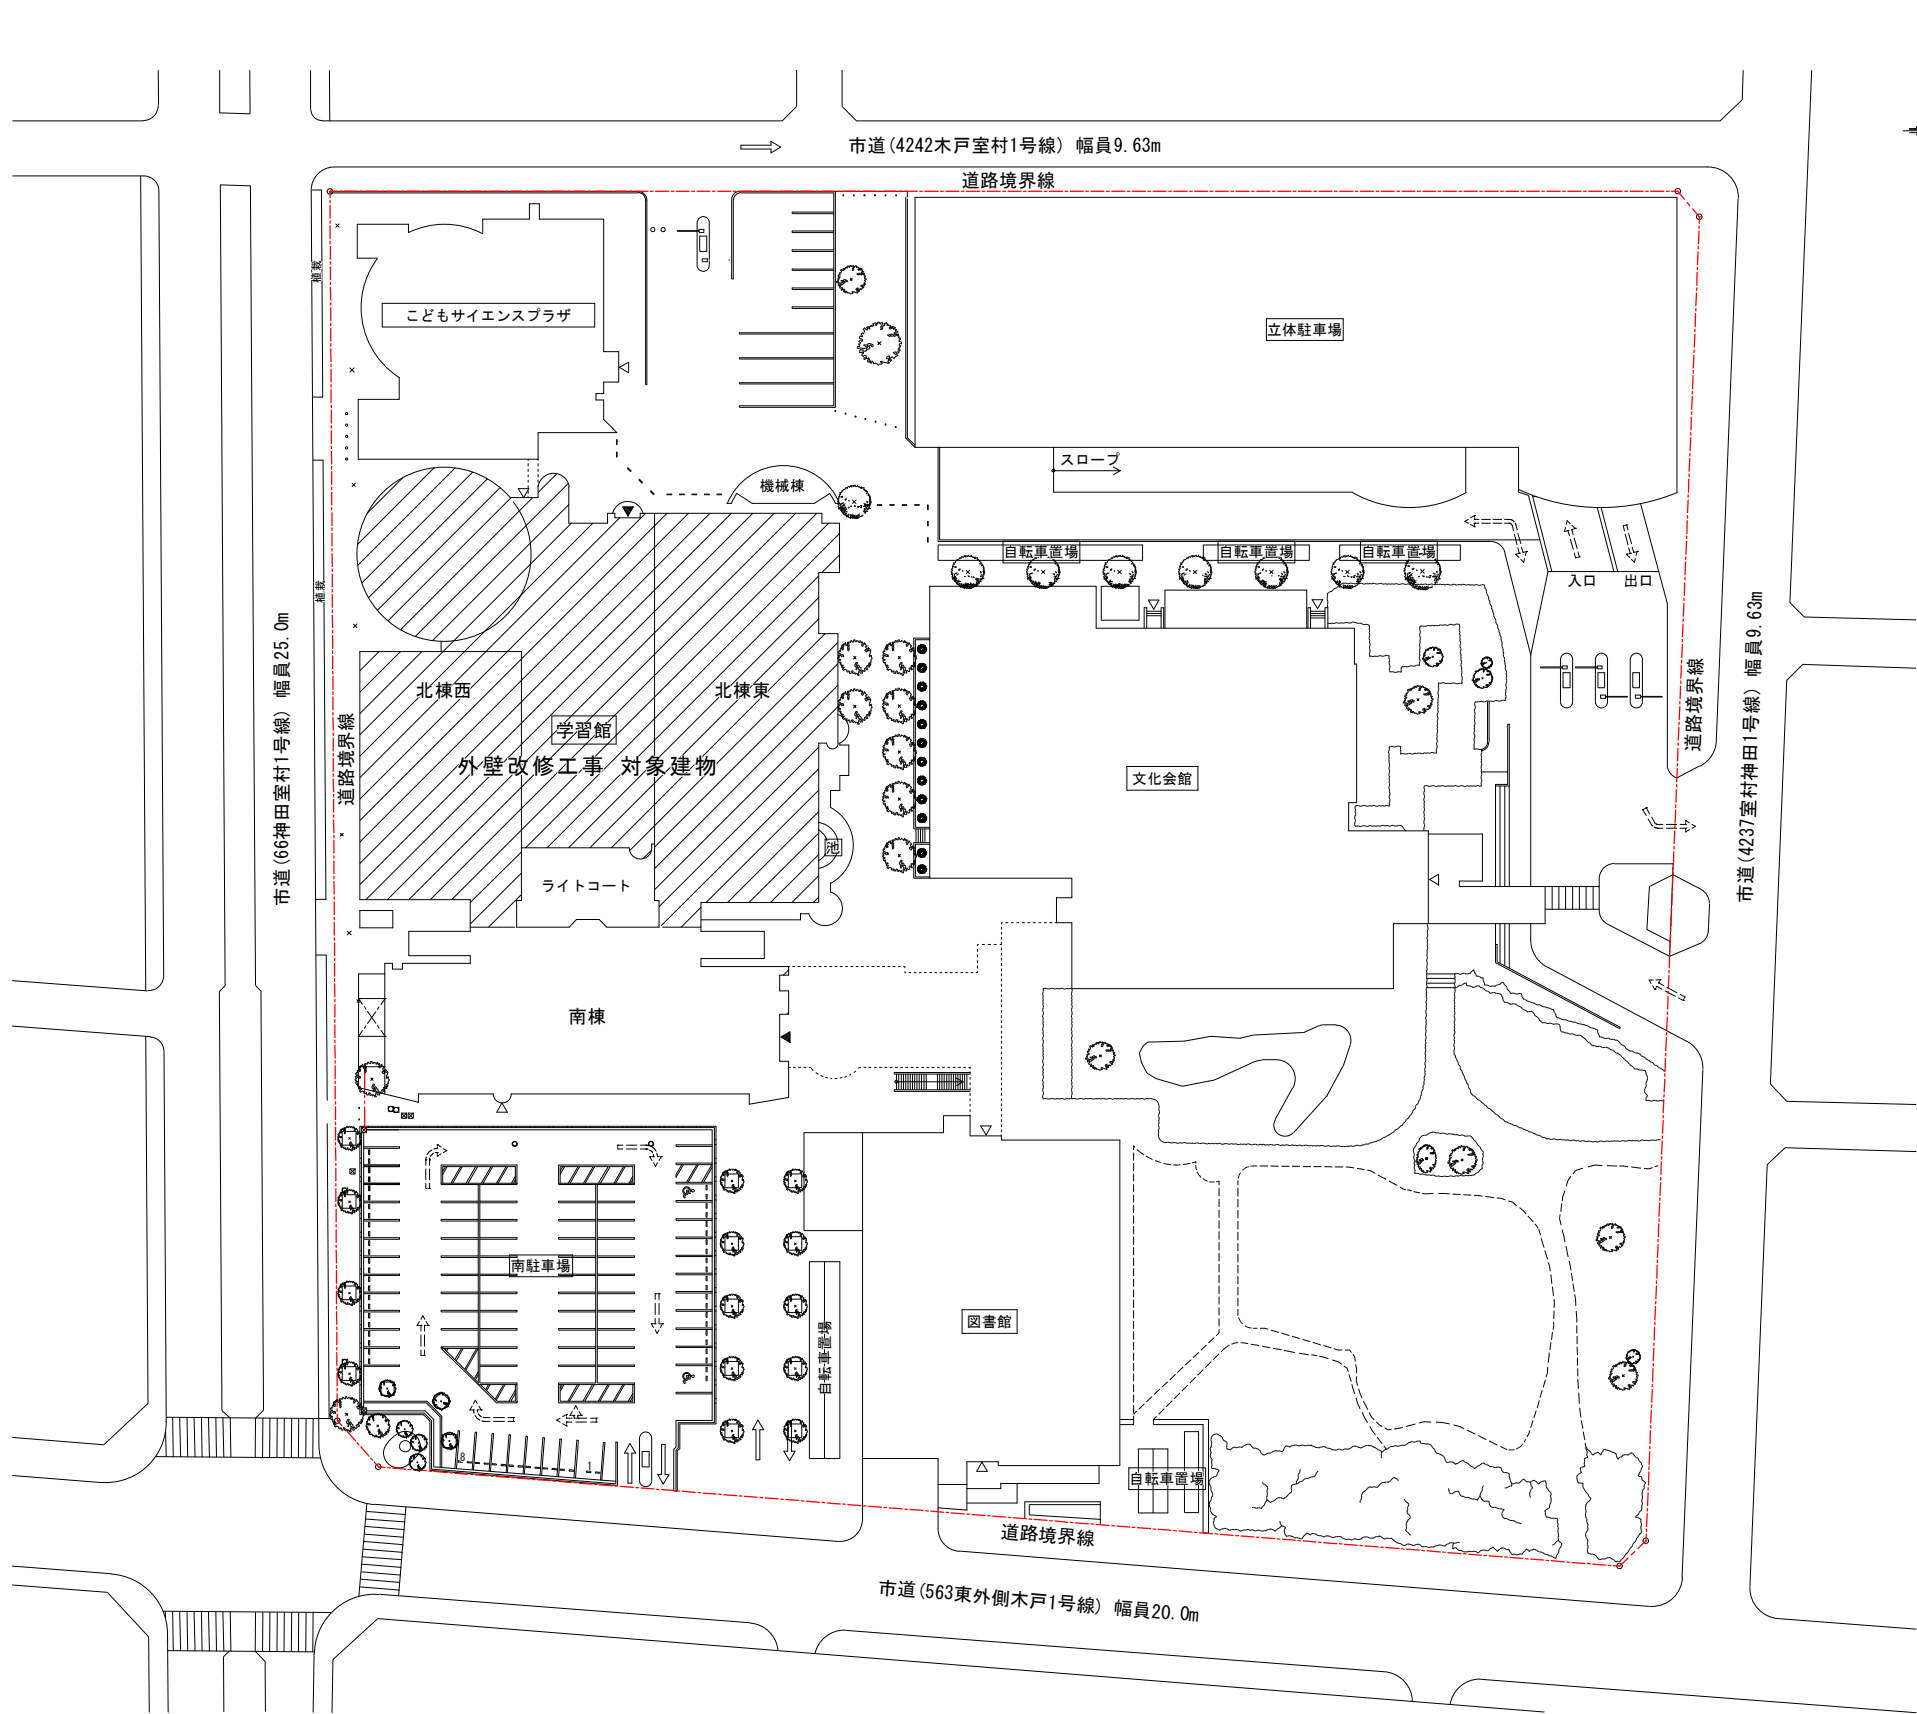 市道(4242木戸室村1号線) 幅員9.63m
道路境界線
植栽
こどもサイエンスプラザ
立体駐車場
スロープ
機械棟
自転車置場
自転車置場
自転車置場
入口
出口
植栽
市道(66神田室村1号線) 幅員25.0m
道路境界線
北棟西
北棟東
学習館
外壁改修工事 対象建物
文化会館
道路境界線
市道(4237室村神田1号線) 幅員9.63m
池
ライトコート
南棟
南駐車場
自転車置場
図書館
8
1
自転車置場
道路境界線
市道(563東外側木戸1号線) 幅員20.0m